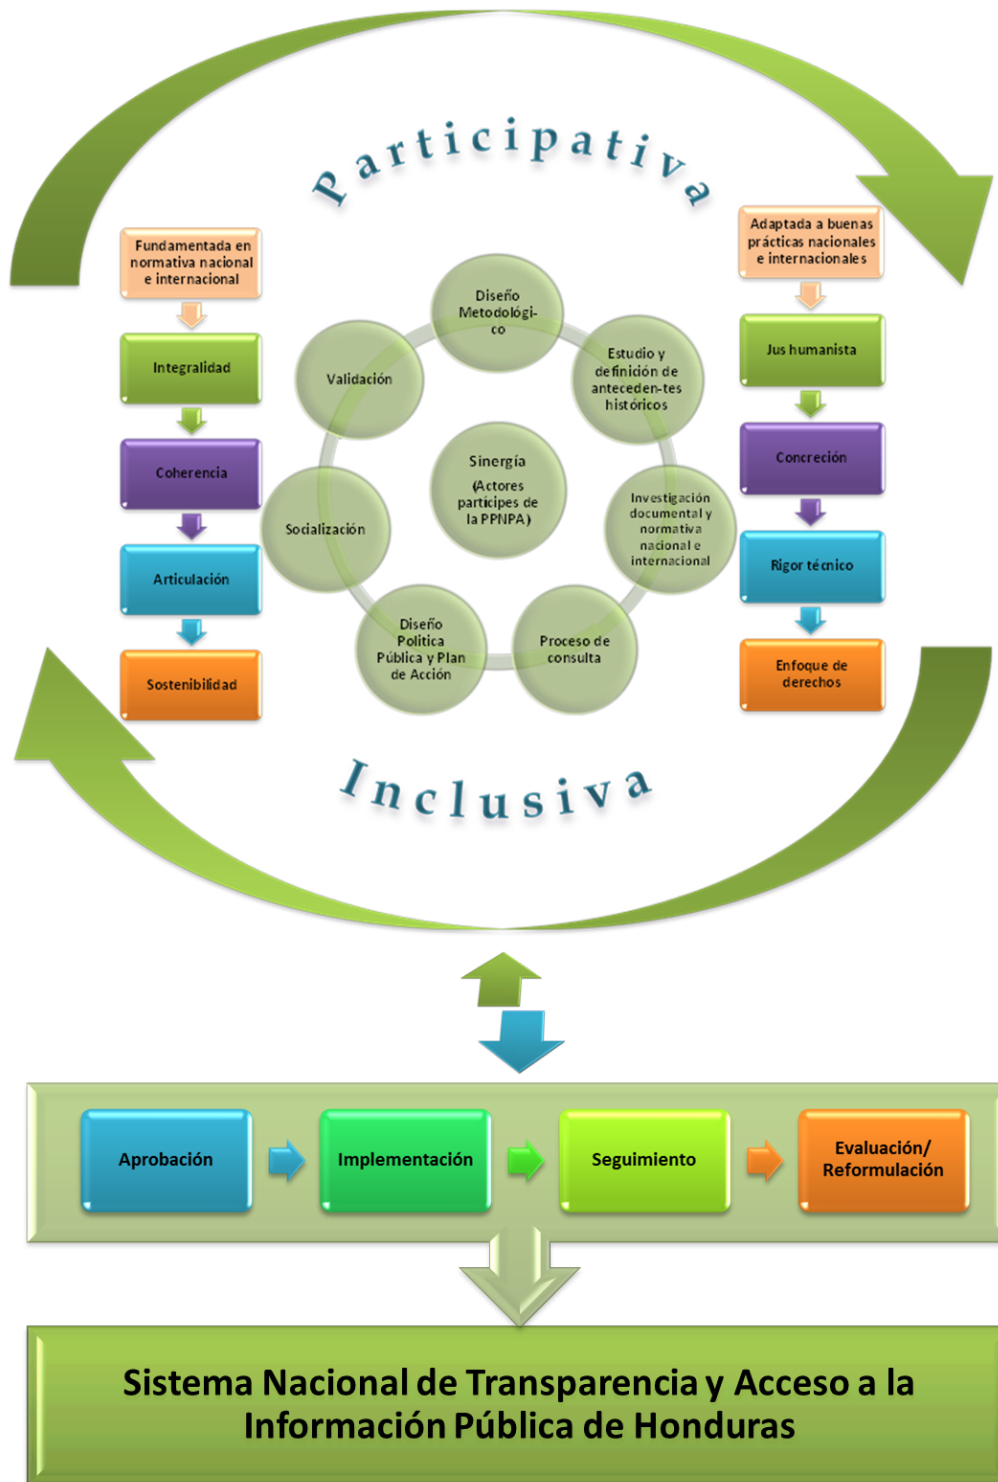 Participativa
Fundamentada en
normativa nacional
e internacional
Integralidad
Coherencia
Articulación
Sostenibilidad
Diseño
Metodológi-
co
Estudio y
definición de
anteceden-tes
históricos
Investigación
documental y
normativa
nacional e
internacional
Proceso de
consulta
Diseño
Politica
Pública y Plan
de Acción
Socialización
Validación
Sinergía
(Actores
partícipes de
la PPNPA)
Adaptada a buenas
prácticas nacionales
e internacionales
Jus humanista
Concreción
Rigor técnico
Enfoque de
derechos
Inclusiva
Aprobación
Implementación
Seguimiento
Evaluación/
Reformulación
Sistema Nacional de Transparencia y Acceso a la
Información Pública de Honduras